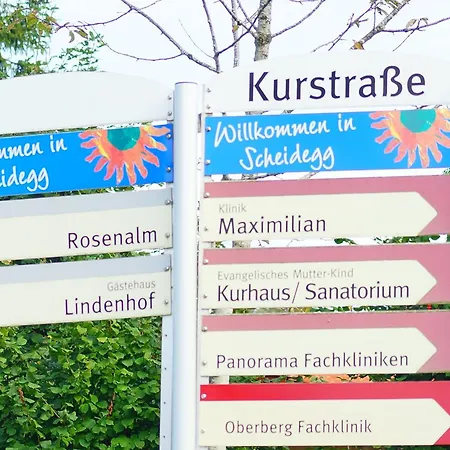 mmen in
eidegg
Rosenalm
Gästehaus
Lindenhof
Kurstraße
Willkommen in
Scheidegg
Klinik
Maximilian
Evangelisches Mutter-Kind
Kurhaus/ Sanatorium
Panorama Fachkliniken
Oberberg Fachklinik